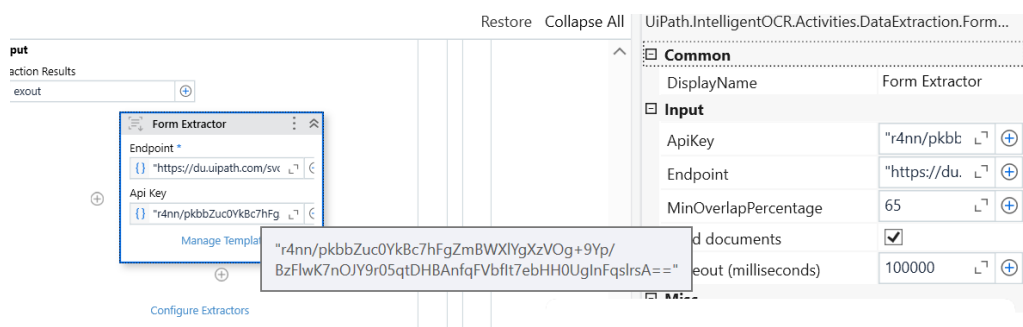 Restore Collapse All
UiPath.IntelligentOCR.Activities.DataExtraction.Form...
put
action Results
exout
Form Extractor
Endpoint *
"https://du.uipath.com/svc
Api Key
"r4nn/pkbbZuc0YkBc7hFg
Manage Templat
"r4nn/pkbbZuc0YkBc7hFgZmBWXlYgXzVOg+9Yp/
BzFlwK7nOJY9r05qtDHBAnfqFVbfIt7ebHH0UgInFqslrsA=="
Configure Extractors
Common
DisplayName Form Extractor
Input
ApiKey "r4nn/pkbb
Endpoint "https://du.
MinOverlapPercentage 65
d documents
eout (milliseconds) 100000